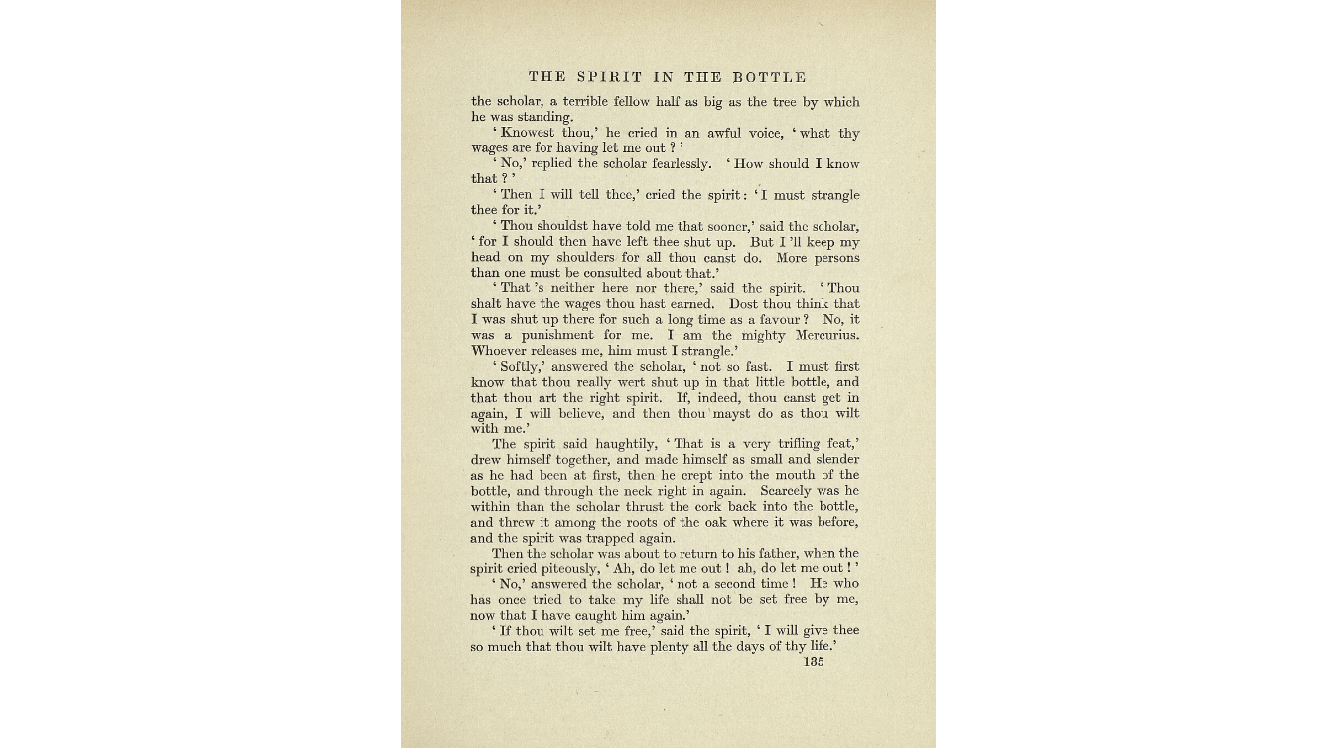 THE SPIRIT IN THE BOTTLE
the scholar, a terrible fellow half as big as the tree by which
he was standing.
‘ Knowest thou,’ he cried in an awful voice, ‘ what thy
wages are for having let me out ? ’
‘ No,’ replied the scholar fearlessly. ‘ How should I know
that ? ’
‘ Then I will tell thee,’ cried the spirit : ‘ I must strangle
thee for it.’
‘ Thou shouldst have told me that sooner,’ said the scholar,
‘ for I should then have left thee shut up. But I ’ll keep my
head on my shoulders for all thou canst do. More persons
than one must be consulted about that.’
‘ That ’s neither here nor there,’ said the spirit. ‘ Thou
shalt have the wages thou hast earned. Dost thou think that
I was shut up there for such a long time as a favour ? No, it
was a punishment for me. I am the mighty Mercurius.
Whoever releases me, him must I strangle.’
‘ Softly,’ answered the scholar, ‘ not so fast. I must first
know that thou really wert shut up in that little bottle, and
that thou art the right spirit. If, indeed, thou canst get in
again, I will believe, and then thou mayst do as thou wilt
with me.’
The spirit said haughtily, ‘ That is a very trifling feat,’
drew himself together, and made himself as small and slender
as he had been at first, then he crept into the mouth of the
bottle, and through the neck right in again. Scarcely was he
within than the scholar thrust the cork back into the bottle,
and threw it among the roots of the oak where it was before,
and the spirit was trapped again.
Then the scholar was about to return to his father, when the
spirit cried piteously, ‘ Ah, do let me out ! ah, do let me out ! ’
‘ No,’ answered the scholar, ‘ not a second time ! He who
has once tried to take my life shall not be set free by me,
now that I have caught him again.’
‘ If thou wilt set me free,’ said the spirit, ‘ I will give thee
so much that thou wilt have plenty all the days of thy life.’
135